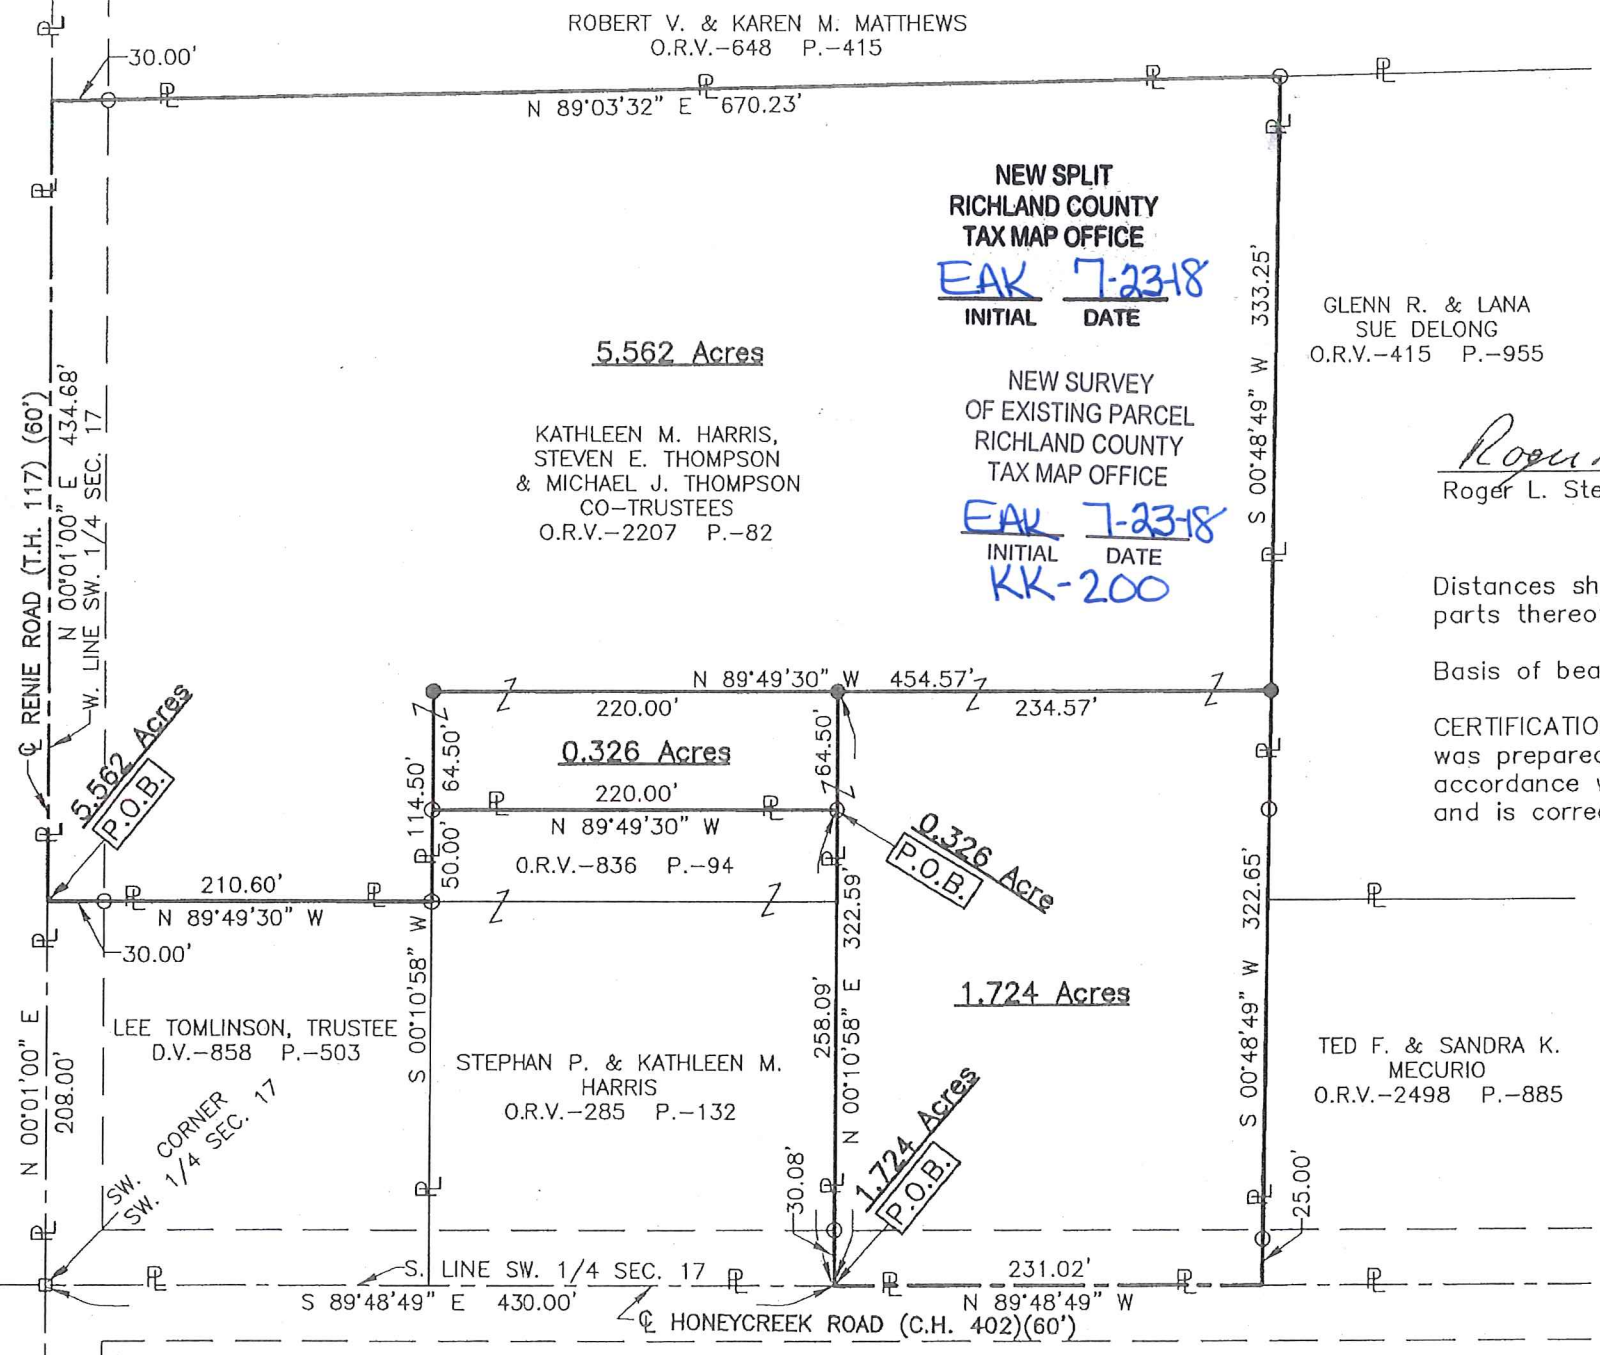 ROBERT V. & KAREN M. MATTHEWS
O.R.V.-648 P.-415
30.00'
N 89°03'32" E 670.23'
NEW SPLIT
RICHLAND COUNTY
TAX MAP OFFICE
EAK 7-23-18
INITIAL DATE
NEW SURVEY
OF EXISTING PARCEL
RICHLAND COUNTY
TAX MAP OFFICE
EAK 7-23-18
INITIAL DATE
KK-200
5.562 Acres
KATHLEEN M. HARRIS,
STEVEN E. THOMPSON
& MICHAEL J. THOMPSON
CO-TRUSTEES
O.R.V.-2207 P.-82
S 00°48'49" W 333.25'
GLENN R. & LANA
SUE DELONG
O.R.V.-415 P.-955
Roger L. Ste
Distances sh
parts thereo
Basis of bea
CERTIFICATIO
was prepared
accordance w
and is corre
℄ RENIE ROAD (T.H. 117) (60')
N 00°01'00" E 434.68'
W. LINE SW. 1/4 SEC. 17
5.562 Acres
P.O.B.
N 89°49'30" W 454.57'
220.00'
234.57'
64.50'
114.50'
50.00'
0.326 Acres
64.50'
220.00'
N 89°49'30" W
O.R.V.-836 P.-94
0.326 Acre
P.O.B.
210.60'
N 89°49'30" W
30.00'
S 00°10'58" W
322.59'
258.09'
N 00°10'58" E
322.65'
S 00°48'49" W
1.724 Acres
LEE TOMLINSON, TRUSTEE
D.V.-858 P.-503
N 00°01'00" E
208.00'
SW. CORNER
SW. 1/4 SEC. 17
STEPHAN P. & KATHLEEN M.
HARRIS
O.R.V.-285 P.-132
TED F. & SANDRA K.
MECURIO
O.R.V.-2498 P.-885
1.724 Acres
P.O.B.
30.08'
25.00'
S. LINE SW. 1/4 SEC. 17
S 89°48'49" E 430.00'
231.02'
N 89°48'49" W
℄ HONEYCREEK ROAD (C.H. 402)(60')